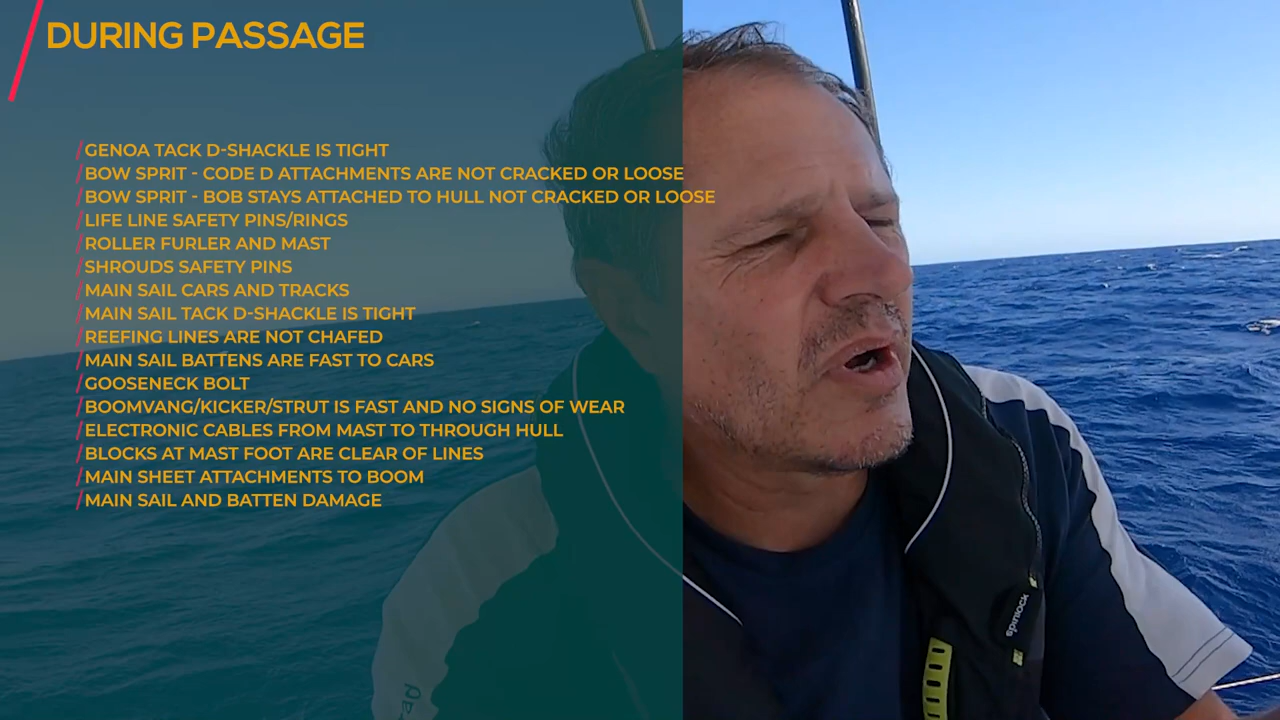 DURING PASSAGE
GENOA TACK D-SHACKLE IS TIGHT
BOW SPRIT - CODE D ATTACHMENTS ARE NOT CRACKED OR LOOSE
BOW SPRIT - BOB STAYS ATTACHED TO HULL NOT CRACKED OR LOOSE
LIFE LINE SAFETY PINS/RINGS
ROLLER FURLER AND MAST
SHROUDS SAFETY PINS
MAIN SAIL CARS AND TRACKS
MAIN SAIL TACK D-SHACKLE IS TIGHT
REEFING LINES ARE NOT CHAFED
MAIN SAIL BATTENS ARE FAST TO CARS
GOOSENECK BOLT
BOOMVANG/KICKER/STRUT IS FAST AND NO SIGNS OF WEAR
ELECTRONIC CABLES FROM MAST TO THROUGH HULL
BLOCKS AT MAST FOOT ARE CLEAR OF LINES
MAIN SHEET ATTACHMENTS TO BOOM
MAIN SAIL AND BATTEN DAMAGE
spinlock